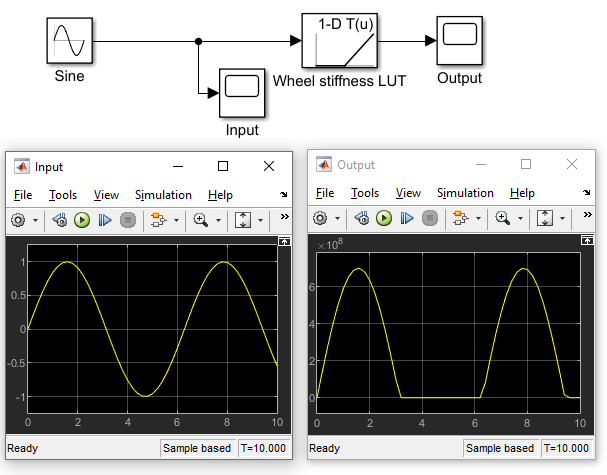 1-D T(u)
Sine
Wheel stiffness LUT
Output
Input
Input
File Tools View Simulation Help
1
0.5
0
-0.5
-1
0 2 4 6 8 10
Ready Sample based T=10.000
Output
File Tools View Simulation Help
×10^8
6
4
2
0
0 2 4 6 8 10
Ready Sample based T=10.000